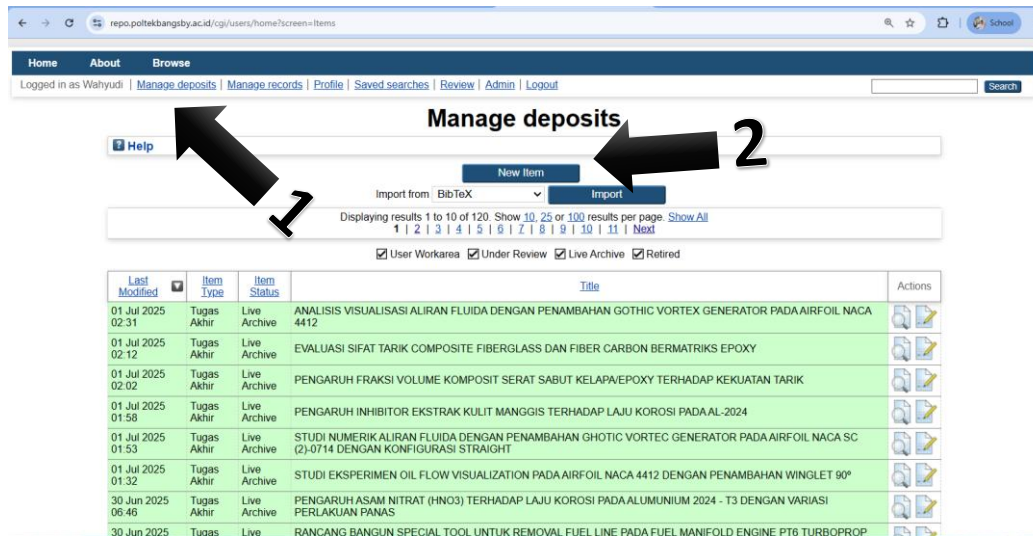 repo.poltekbangsby.ac.id/cgi/users/home?screen=Items
School
Home About Browse
Logged in as Wahyudi | Manage deposits | Manage records | Profile | Saved searches | Review | Admin | Logout
Search
Manage deposits
Help
New Item
Import from BibTeX Import
Displaying results 1 to 10 of 120. Show 10, 25 or 100 results per page. Show All
1 | 2 | 3 | 4 | 5 | 6 | 7 | 8 | 9 | 10 | 11 | Next
User Workarea Under Review Live Archive Retired
1
2
Last Modified Item Type Item Status Title Actions
01 Jul 2025 02:31 Tugas Akhir Live Archive ANALISIS VISUALISASI ALIRAN FLUIDA DENGAN PENAMBAHAN GOTHIC VORTEX GENERATOR PADA AIRFOIL NACA 4412
01 Jul 2025 02:12 Tugas Akhir Live Archive EVALUASI SIFAT TARIK COMPOSITE FIBERGLASS DAN FIBER CARBON BERMATRIKS EPOXY
01 Jul 2025 02:02 Tugas Akhir Live Archive PENGARUH FRAKSI VOLUME KOMPOSIT SERAT SABUT KELAPA/EPOXY TERHADAP KEKUATAN TARIK
01 Jul 2025 01:58 Tugas Akhir Live Archive PENGARUH INHIBITOR EKSTRAK KULIT MANGGIS TERHADAP LAJU KOROSI PADA AL-2024
01 Jul 2025 01:53 Tugas Akhir Live Archive STUDI NUMERIK ALIRAN FLUIDA DENGAN PENAMBAHAN GHOTIC VORTEC GENERATOR PADA AIRFOIL NACA SC (2)-0714 DENGAN KONFIGURASI STRAIGHT
01 Jul 2025 01:32 Tugas Akhir Live Archive STUDI EKSPERIMEN OIL FLOW VISUALIZATION PADA AIRFOIL NACA 4412 DENGAN PENAMBAHAN WINGLET 90º
30 Jun 2025 06:46 Tugas Akhir Live Archive PENGARUH ASAM NITRAT (HNO3) TERHADAP LAJU KOROSI PADA ALUMUNIUM 2024 - T3 DENGAN VARIASI PERLAKUAN PANAS
30 Jun 2025 Tugas Live RANCANG BANGUN SPECIAL TOOL UNTUK REMOVAL FUEL LINE PADA FUEL MANIFOLD ENGINE PT6 TURBOPROP